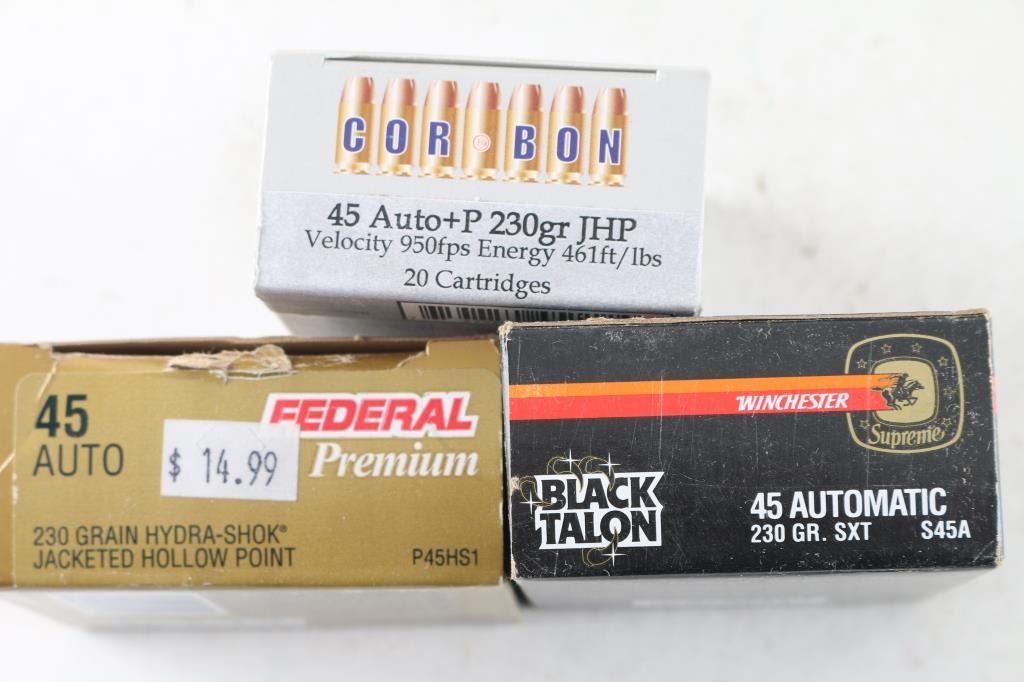 COR BON
45 Auto+P 230gr JHP
Velocity 950fps Energy 461ft/lbs
20 Cartridges
45
AUTO
FEDERAL
Premium
$ 14.99
230 GRAIN HYDRA-SHOK®
JACKETED HOLLOW POINT
P45HS1
WINCHESTER
Supreme
BLACK
TALON
45 AUTOMATIC
230 GR. SXT S45A